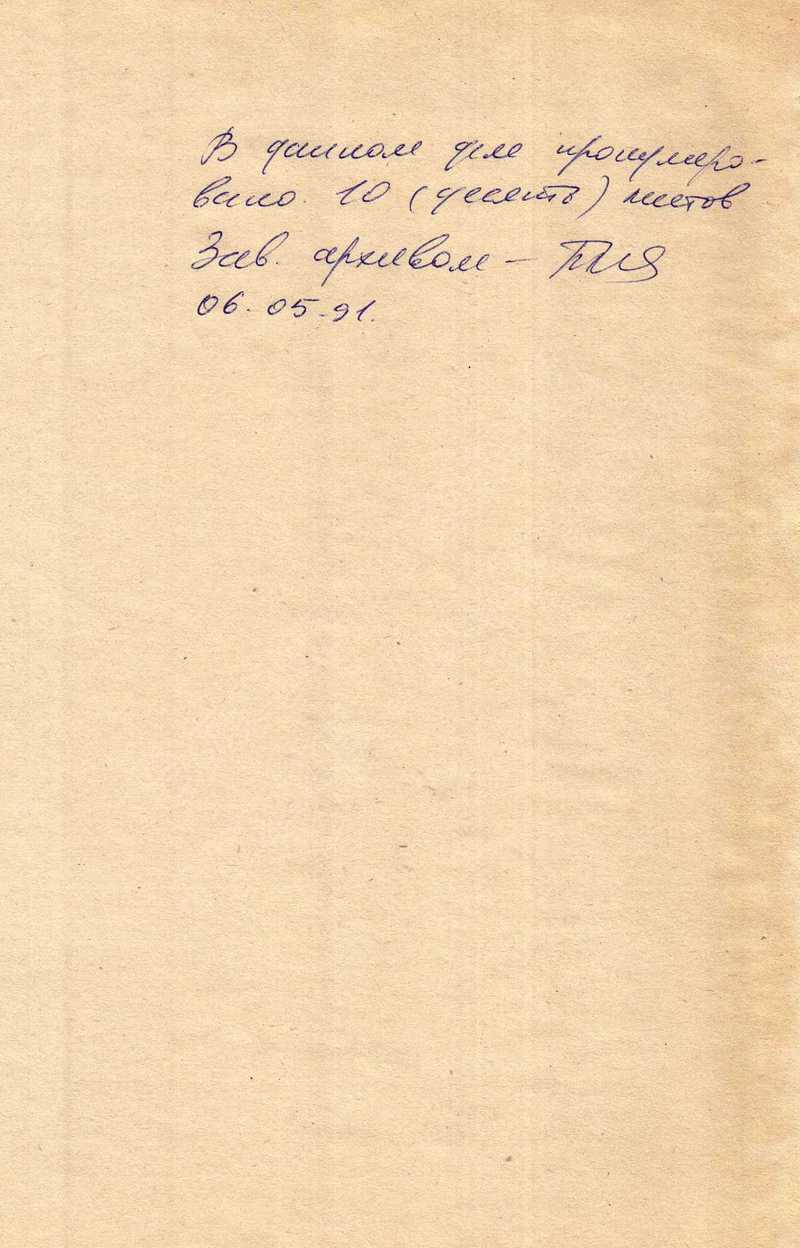 В данном деле пронумеро-
вано 10 (десять) листов
Зав. архивом —
06.05.91.